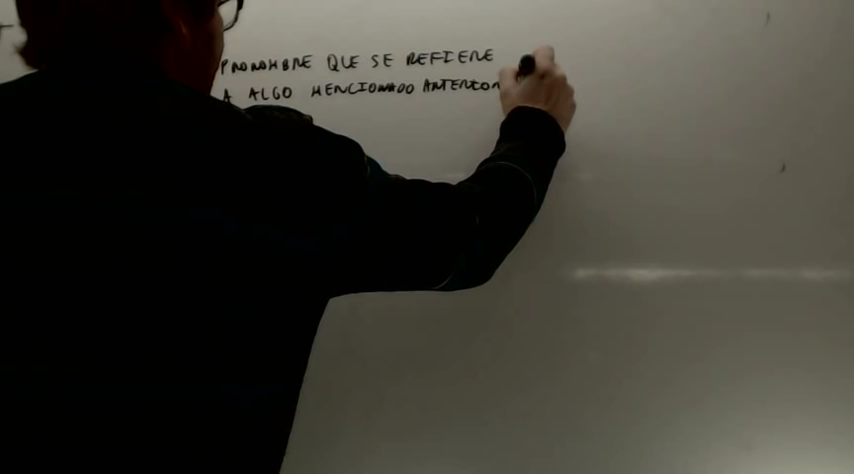 PRONOMBRE QUE SE REFIERE
A ALGO MENCIONADO ANTERIOR